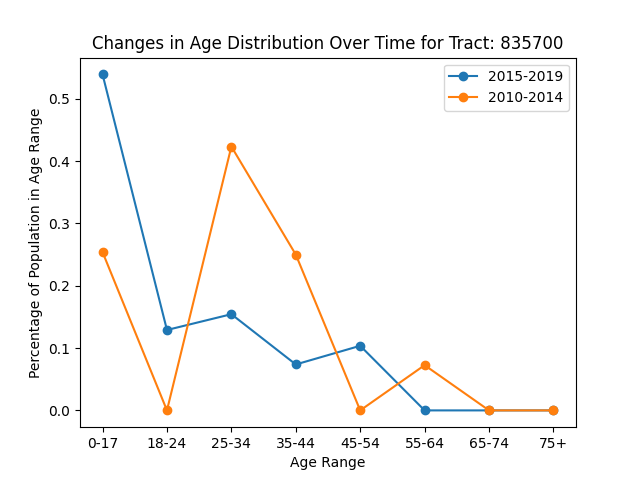 Changes in Age Distribution Over Time for Tract: 835700
2015-2019
2010-2014
Percentage of Population in Age Range
0.5
0.4
0.3
0.2
0.1
0.0
0-17 18-24 25-34 35-44 45-54 55-64 65-74 75+
Age Range